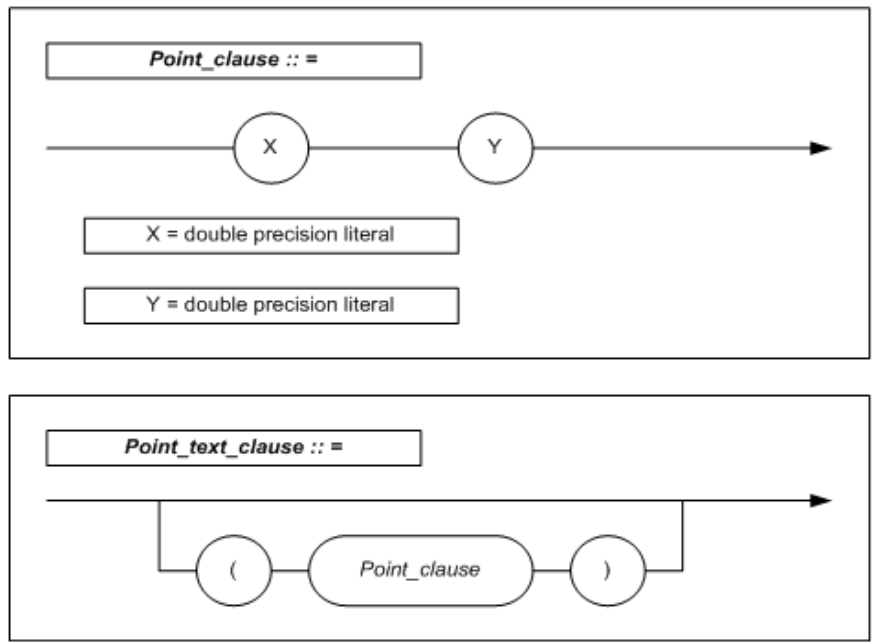 Point_clause :: =
X
Y
X = double precision literal
Y = double precision literal
Point_text_clause :: =
(
Point_clause
)